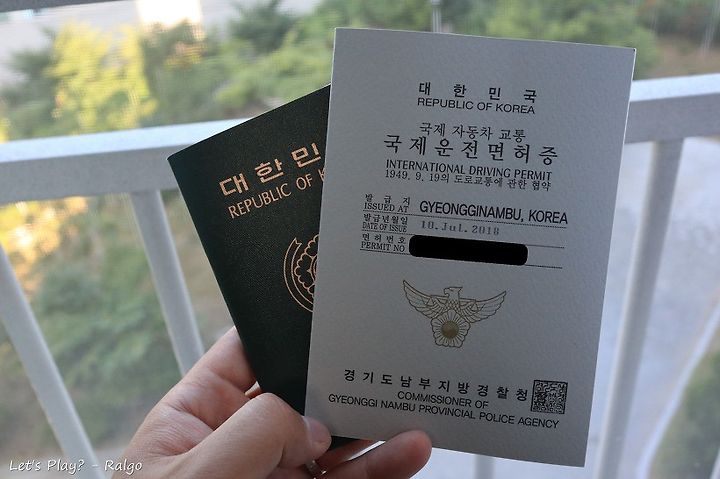 대한민
REPUBLIC OF K
대한민국
REPUBLIC OF KOREA
국제 자동차 교통
국제운전면허증
INTERNATIONAL DRIVING PERMIT
1949. 9. 19의 도로교통에 관한 협약
발급지
ISSUED AT GYEONGGINAMBU, KOREA
발급년월일
DATE OF ISSUE 10.Jul.2018
면허번호
PERMIT NO
경기도남부지방경찰청
COMMISSIONER OF
GYEONGGI NAMBU PROVINCIAL POLICE AGENCY
Let's Play? - Ralgo